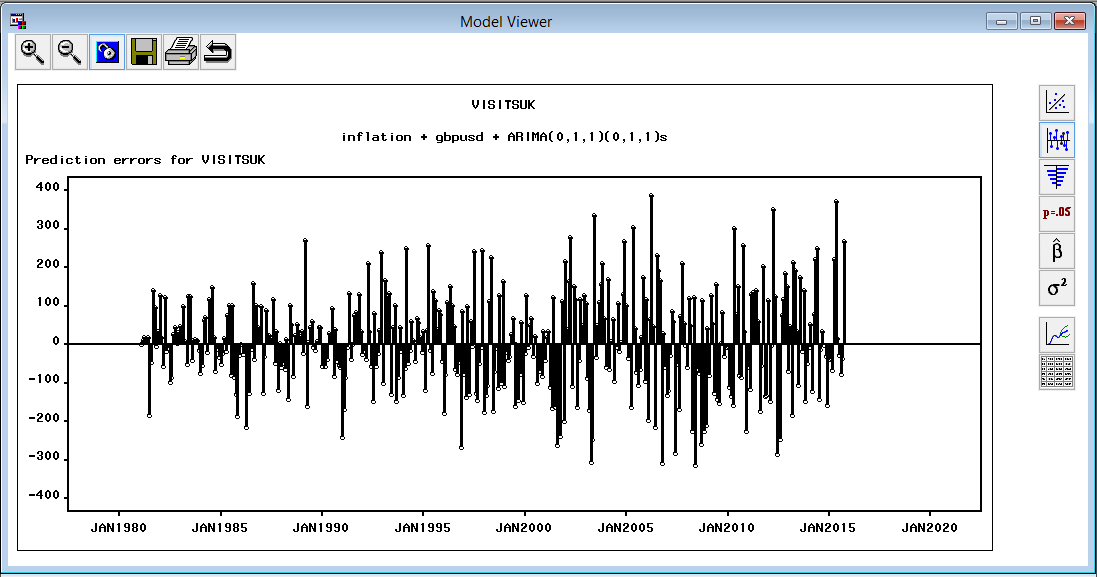 Model Viewer
VISITSUK
inflation + gbpusd + ARIMA(0,1,1)(0,1,1)s
Prediction errors for VISITSUK
400
300
200
100
0
-100
-200
-300
-400
JAN1980 JAN1985 JAN1990 JAN1995 JAN2000 JAN2005 JAN2010 JAN2015 JAN2020
p=.05
β̂
σ²